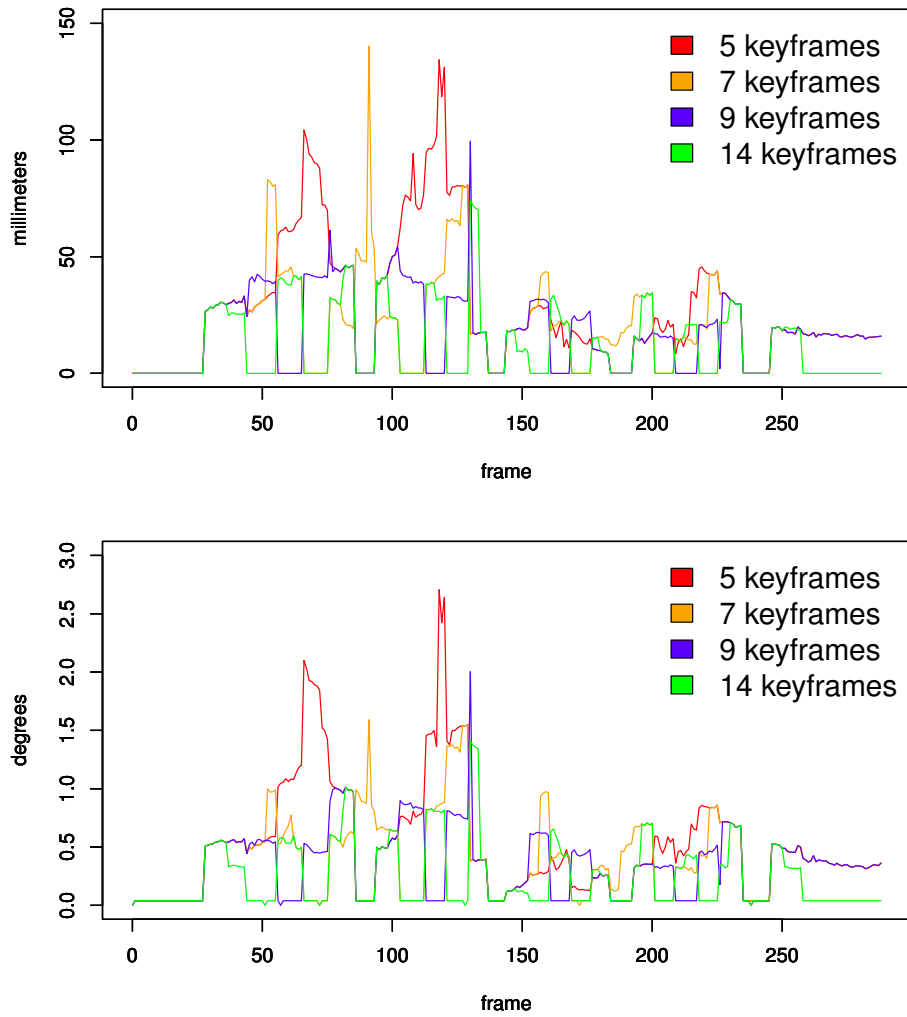 150
100
50
0
millimeters
5 keyframes
7 keyframes
9 keyframes
14 keyframes
0 50 100 150 200 250
frame
3.0
2.5
2.0
1.5
1.0
0.5
0.0
degrees
5 keyframes
7 keyframes
9 keyframes
14 keyframes
0 50 100 150 200 250
frame